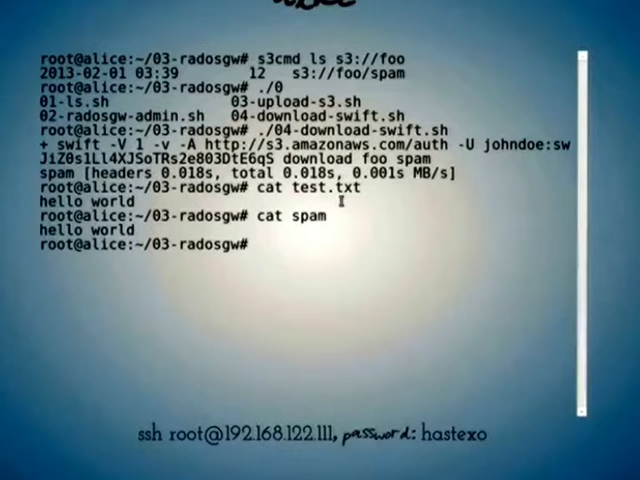 root@alice:~/03-radosgw# s3cmd ls s3://foo
2013-02-01 03:39        12   s3://foo/spam
root@alice:~/03-radosgw# ./0
01-ls.sh              03-upload-s3.sh
02-radosgw-admin.sh   04-download-swift.sh
root@alice:~/03-radosgw# ./04-download-swift.sh
+ swift -V 1 -v -A http://s3.amazonaws.com/auth -U johndoe:sw
JiZ0s1Ll4XJSoTRs2e803DtE6qS download foo spam
spam [headers 0.018s, total 0.018s, 0.001s MB/s]
root@alice:~/03-radosgw# cat test.txt
hello world
root@alice:~/03-radosgw# cat spam
hello world
root@alice:~/03-radosgw#
ssh root@192.168.122.111, password: hastexo